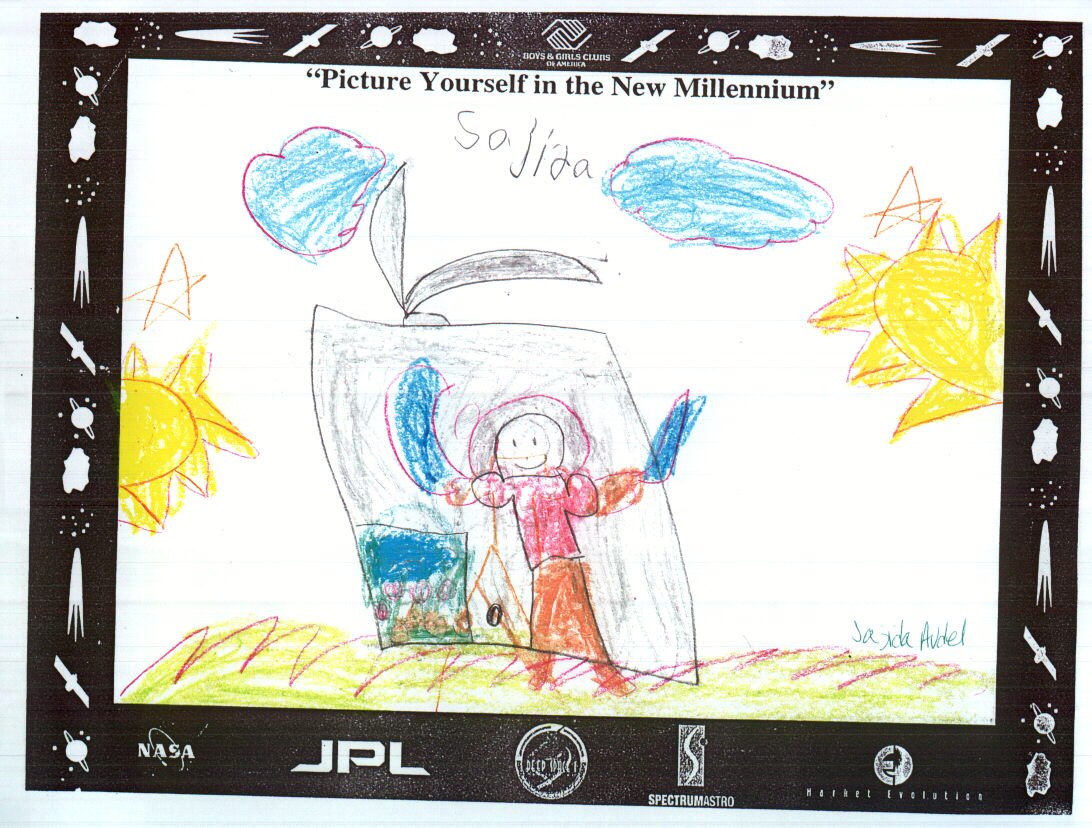 BOYS & GIRLS CLUBS
OF AMERICA
“Picture Yourself in the New Millennium”
Sajida
Sajida Avdel
NASA
JPL
DEEP SPACE 1
SPECTRUMASTRO
Market Evolution